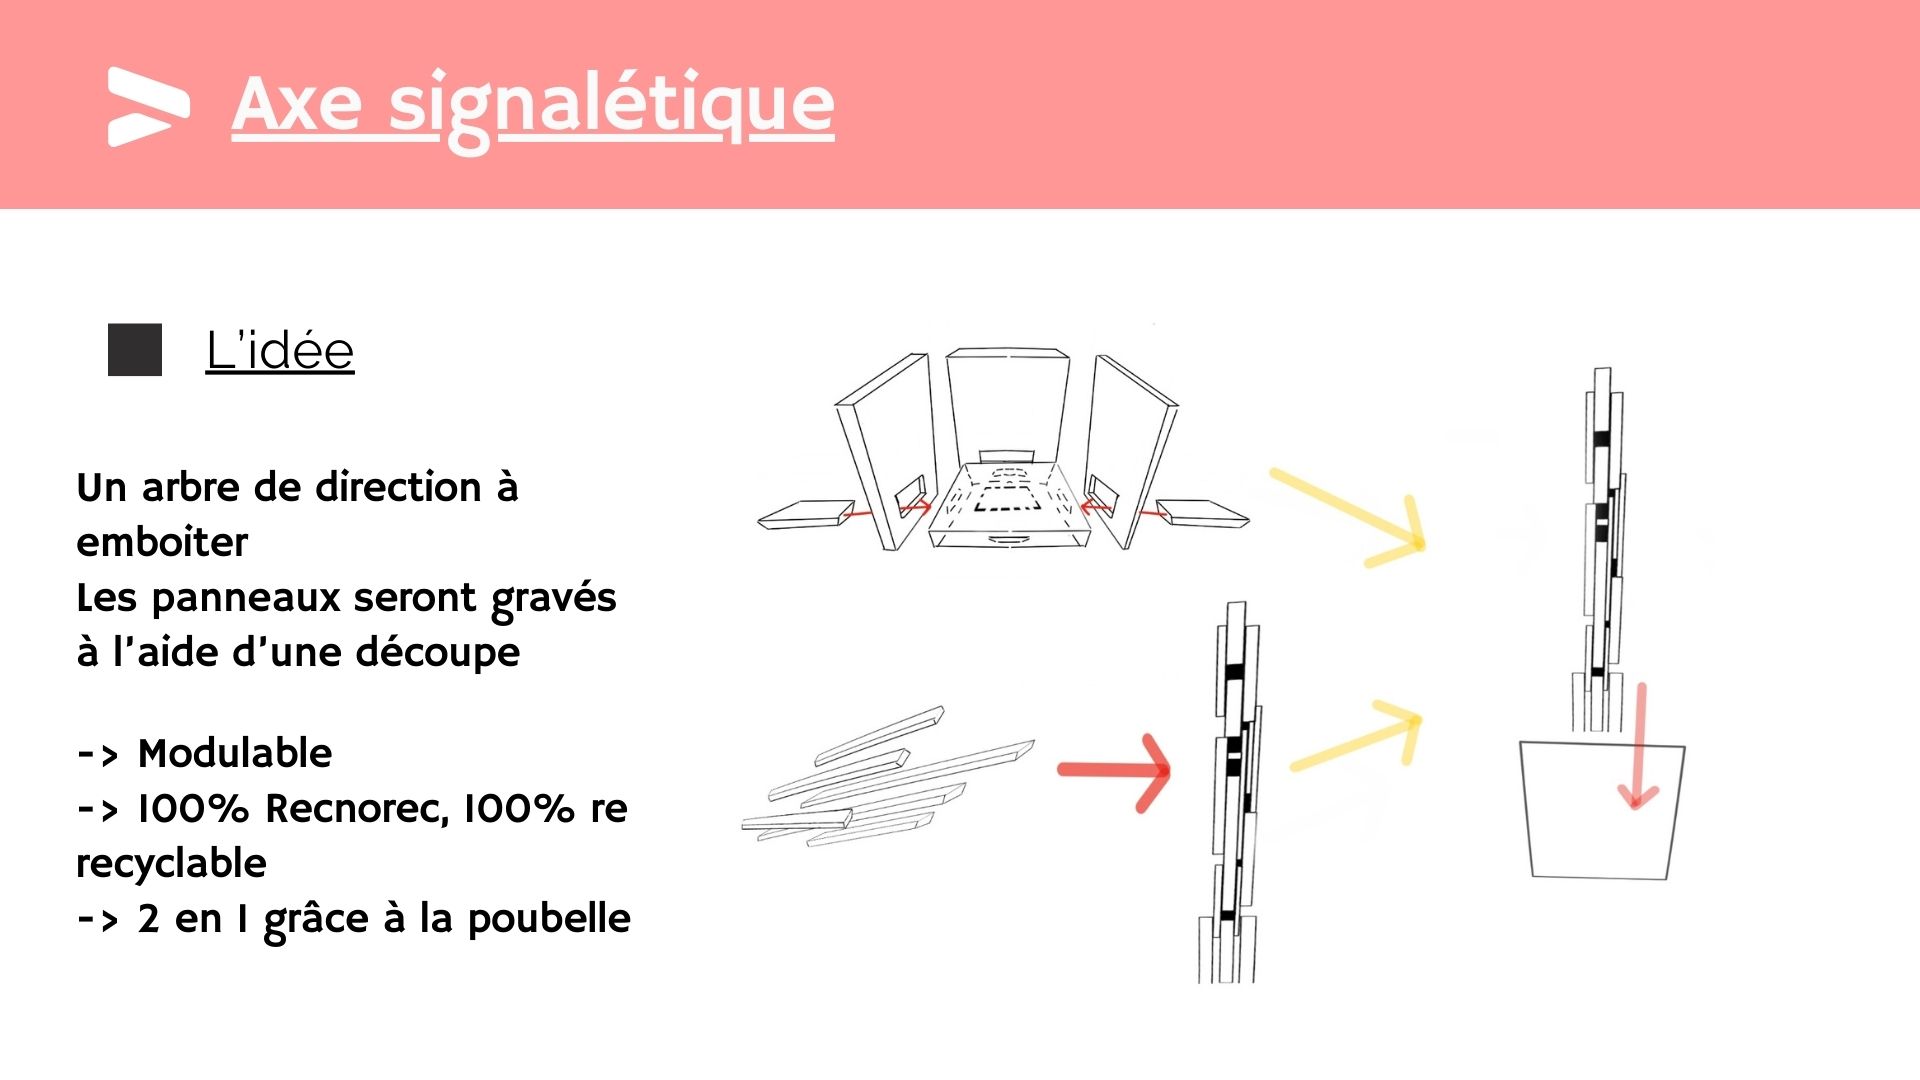 Axe signalétique
L'idée
Un arbre de direction à
emboiter
Les panneaux seront gravés
à l'aide d'une découpe
-> Modulable
-> 100% Recnorec, 100% re
recyclable
-> 2 en 1 grâce à la poubelle